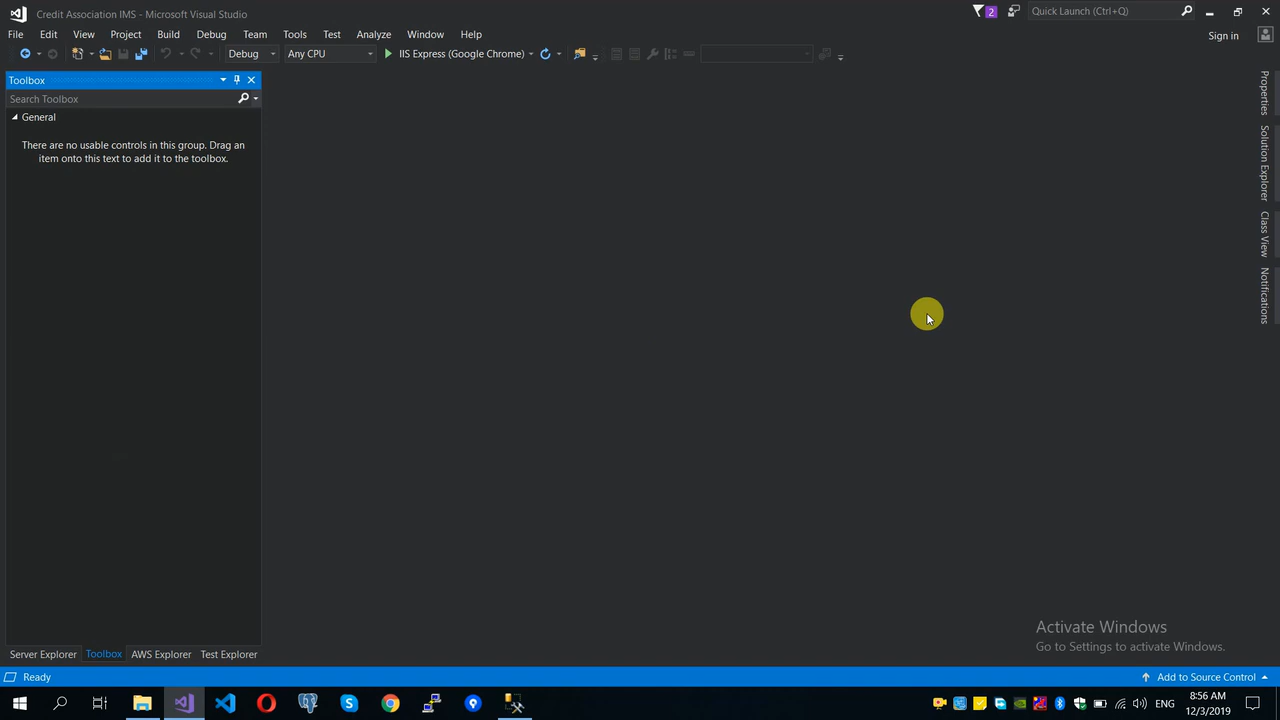 Credit Association IMS - Microsoft Visual Studio
2
Quick Launch (Ctrl+Q)
File Edit View Project Build Debug Team Tools Test Analyze Window Help
Sign in
Debug Any CPU IIS Express (Google Chrome)
Toolbox
Search Toolbox
General
There are no usable controls in this group. Drag an
item onto this text to add it to the toolbox.
Properties
Solution Explorer
Class View
Notifications
Activate Windows
Go to Settings to activate Windows.
Server Explorer Toolbox AWS Explorer Test Explorer
Ready
Add to Source Control
ENG
8:56 AM
12/3/2019